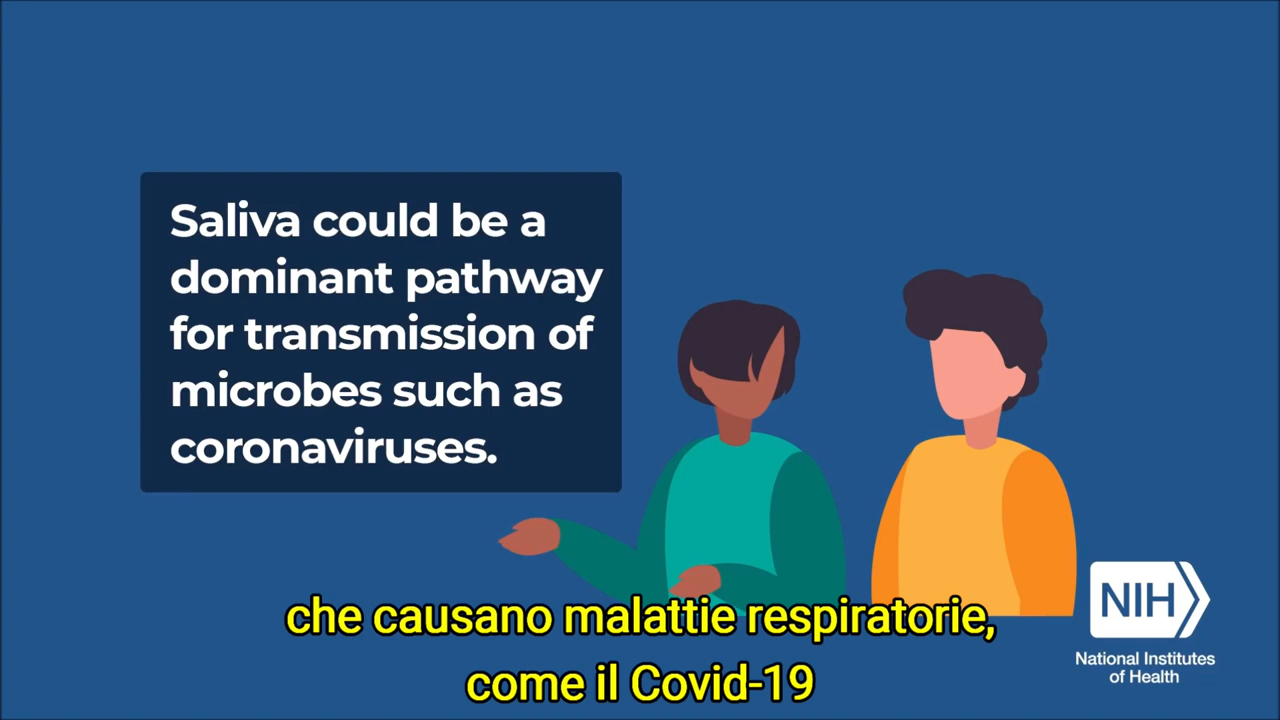 Saliva could be a
dominant pathway
for transmission of
microbes such as
coronaviruses.
che causano malattie respiratorie,
come il Covid-19
NIH
National Institutes
of Health